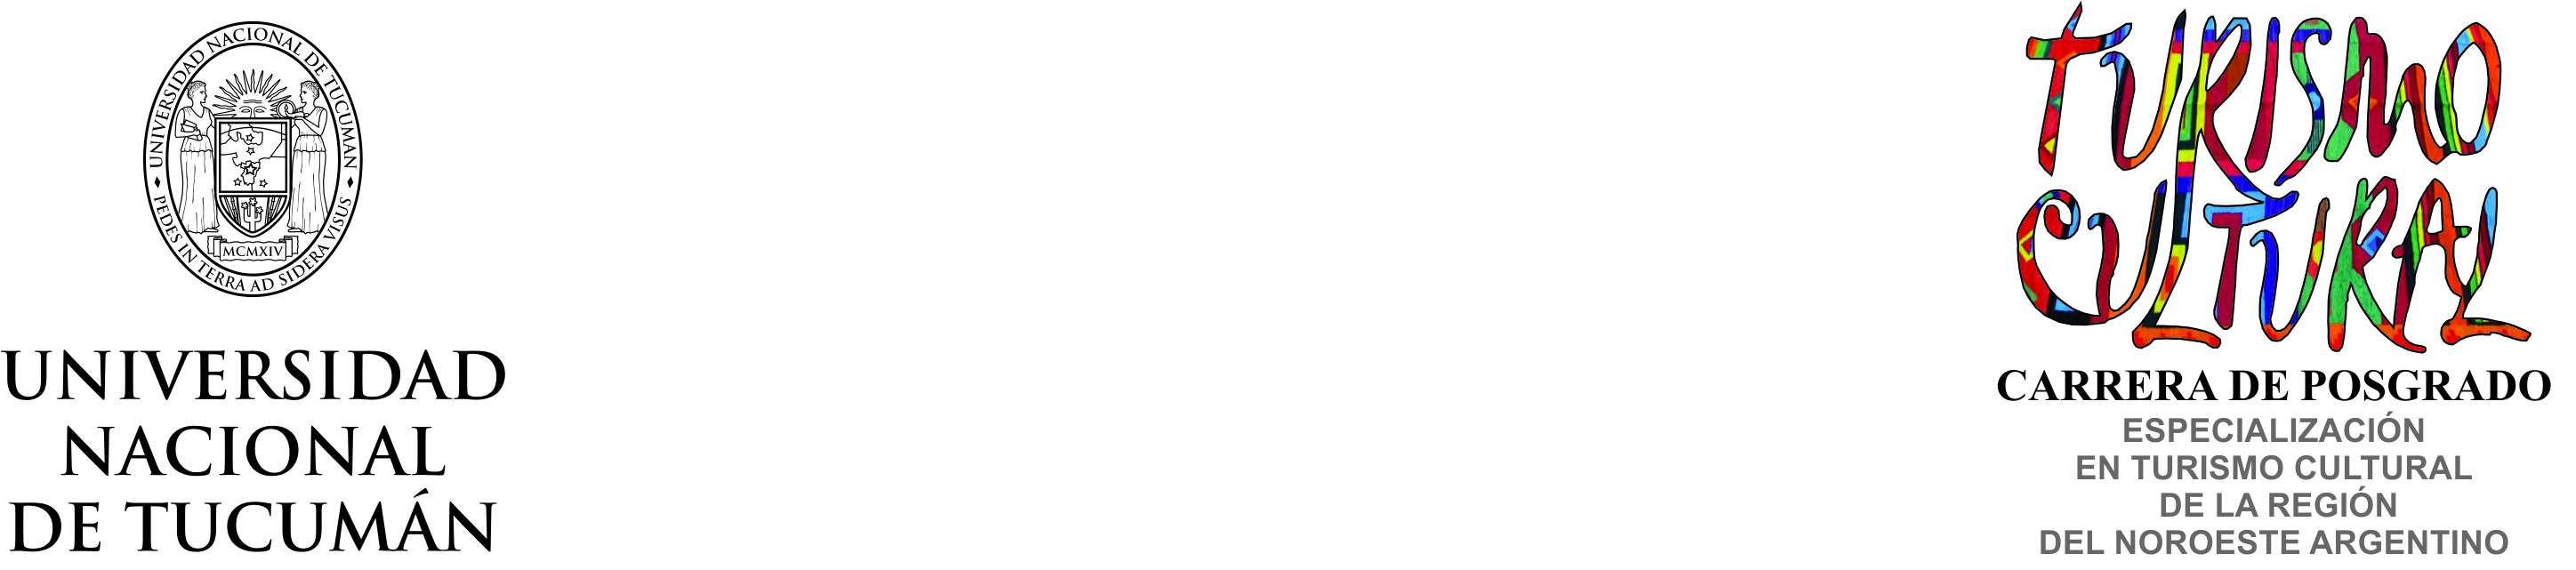 UNIVERSIDAD NACIONAL DE TUCUMAN
PEDES IN TERRA AD SIDERA VISUS
MCMXIV
UNIVERSIDAD
NACIONAL
DE TUCUMÁN
TURISMO
CULTURAL
CARRERA DE POSGRADO
ESPECIALIZACIÓN
EN TURISMO CULTURAL
DE LA REGIÓN
DEL NOROESTE ARGENTINO